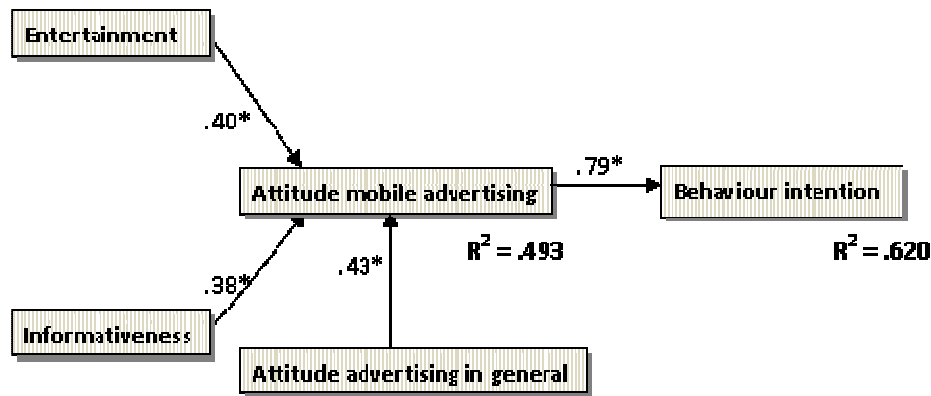 Entertainment
.40*
.79*
Attitude mobile advertising
Behaviour intention
R² = .493
R² = .620
.43*
.38*
Informativeness
Attitude advertising in general